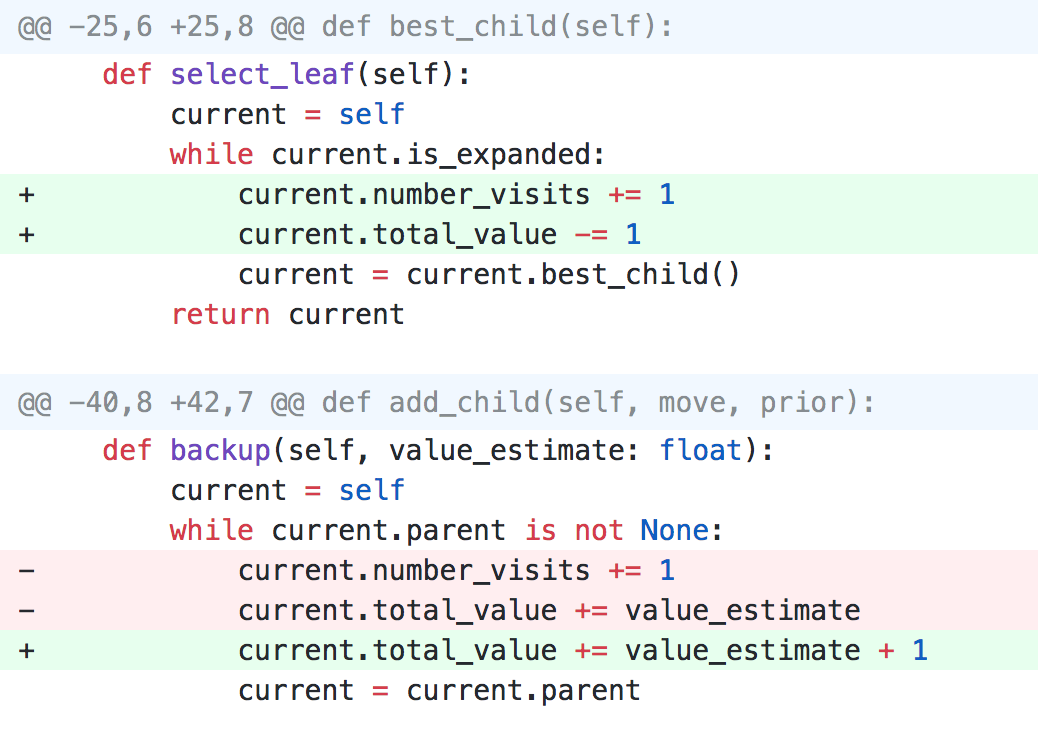 @@ -25,6 +25,8 @@ def best_child(self):
    def select_leaf(self):
        current = self
        while current.is_expanded:
+            current.number_visits += 1
+            current.total_value -= 1
            current = current.best_child()
        return current
@@ -40,8 +42,7 @@ def add_child(self, move, prior):
    def backup(self, value_estimate: float):
        current = self
        while current.parent is not None:
-            current.number_visits += 1
-            current.total_value += value_estimate
+            current.total_value += value_estimate + 1
            current = current.parent